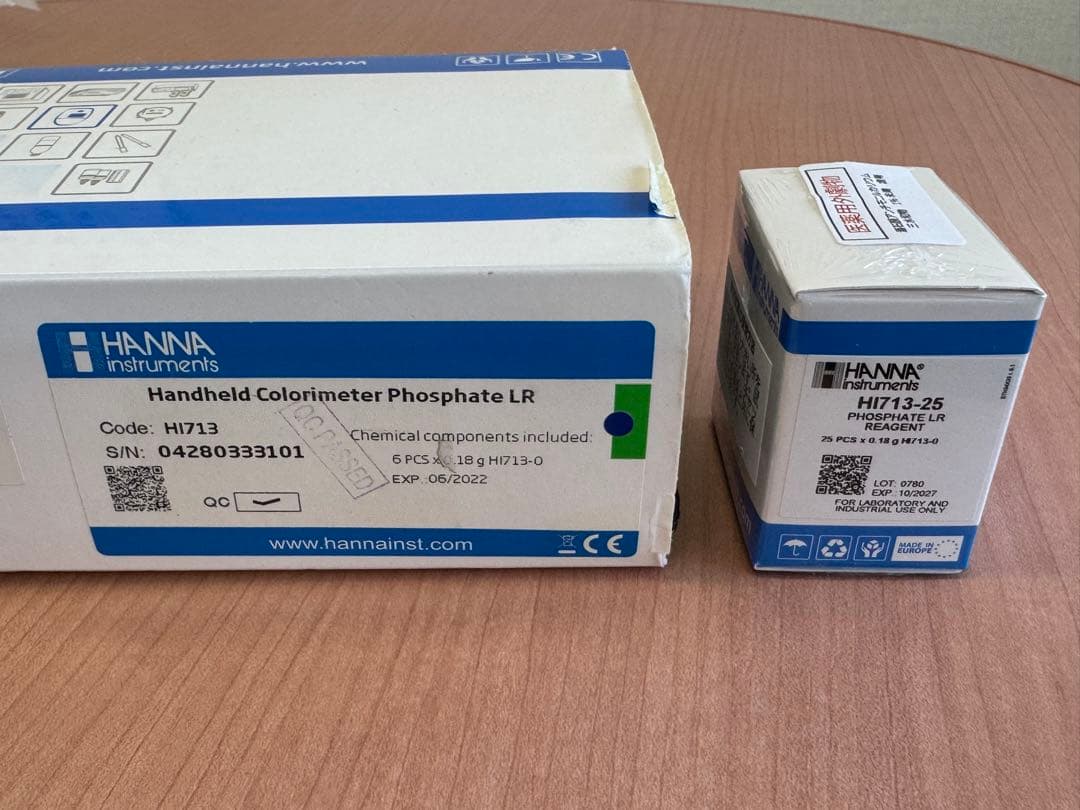 www.hannainst.com
HANNA
instruments
Handheld Colorimeter Phosphate LR
Code: HI713
S/N: 04280333101
QC
QC PASSED
Chemical components included:
6 PCS x 0.18 g HI713-0
EXP.:06/2022
www.hannainst.com
CE
医薬用外劇物
HANNA®
instruments
HI713-25
PHOSPHATE LR
REAGENT
25 PCS x 0.18 g HI713-0
LOT: 0780
EXP.:10/2027
FOR LABORATORY AND
INDUSTRIAL USE ONLY
MADE IN
EUROPE